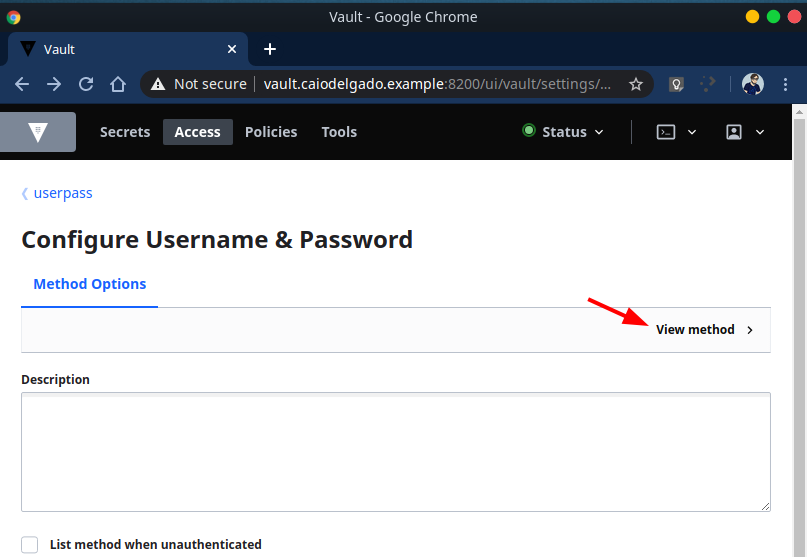 Vault - Google Chrome
Vault
Not secure vault.caiodelgado.example:8200/ui/vault/settings/...
Secrets Access Policies Tools Status
userpass
Configure Username & Password
Method Options
View method
Description
List method when unauthenticated